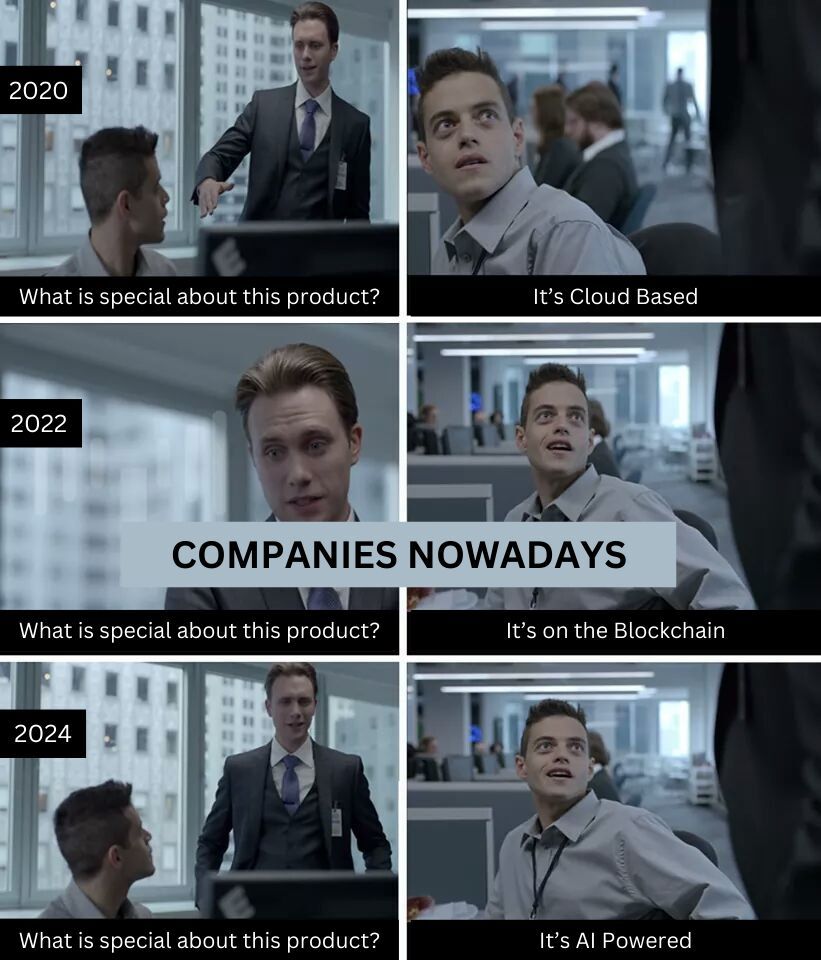 2020
What is special about this product?
It's Cloud Based
2022
COMPANIES NOWADAYS
What is special about this product?
It's on the Blockchain
2024
What is special about this product?
It's AI Powered